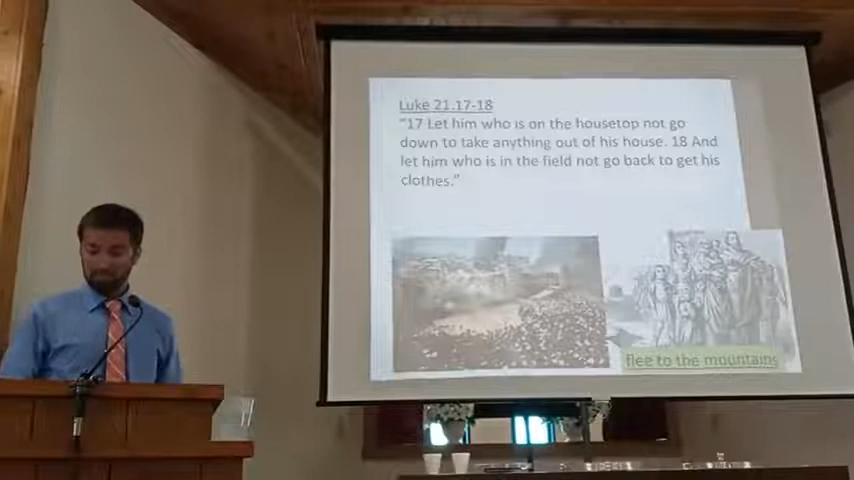 Luke 21.17-18
“17 Let him who is on the housetop not go
down to take anything out of his house. 18 And
let him who is in the field not go back to get his
clothes.”
flee to the mountains